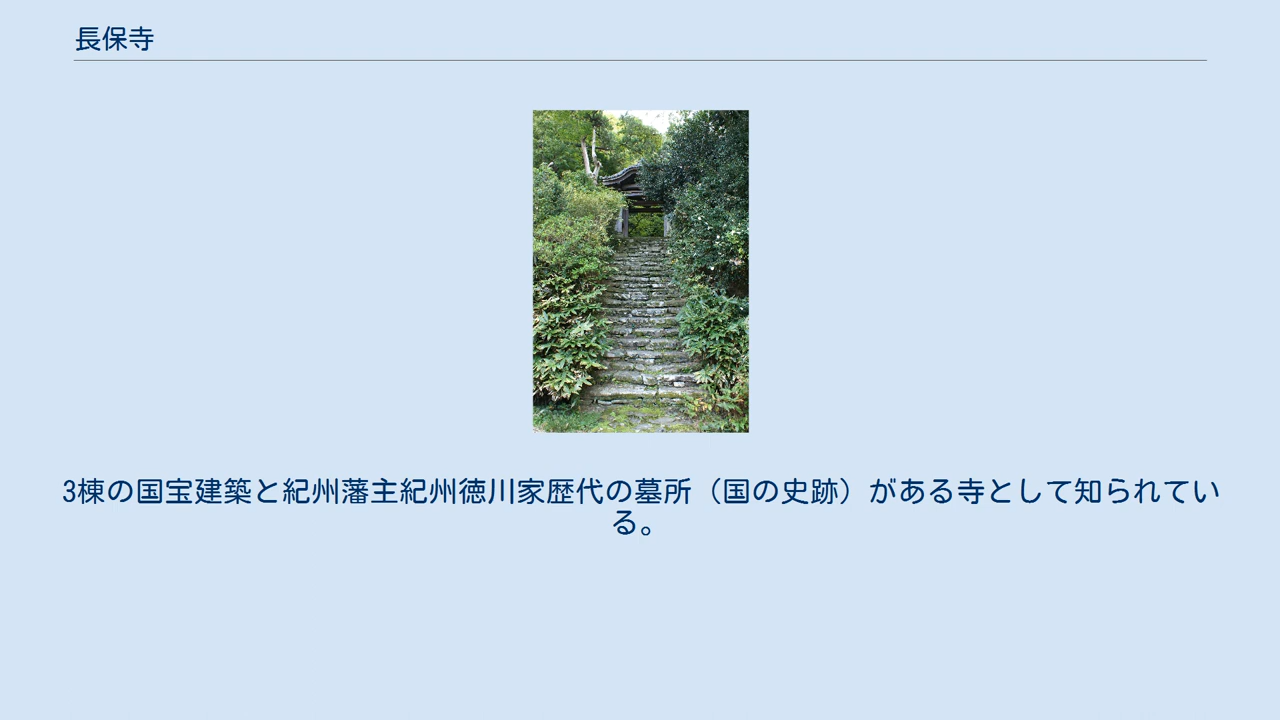 長保寺
3棟の国宝建築と紀州藩主紀州徳川家歴代の墓所（国の史跡）がある寺として知られてい
る。